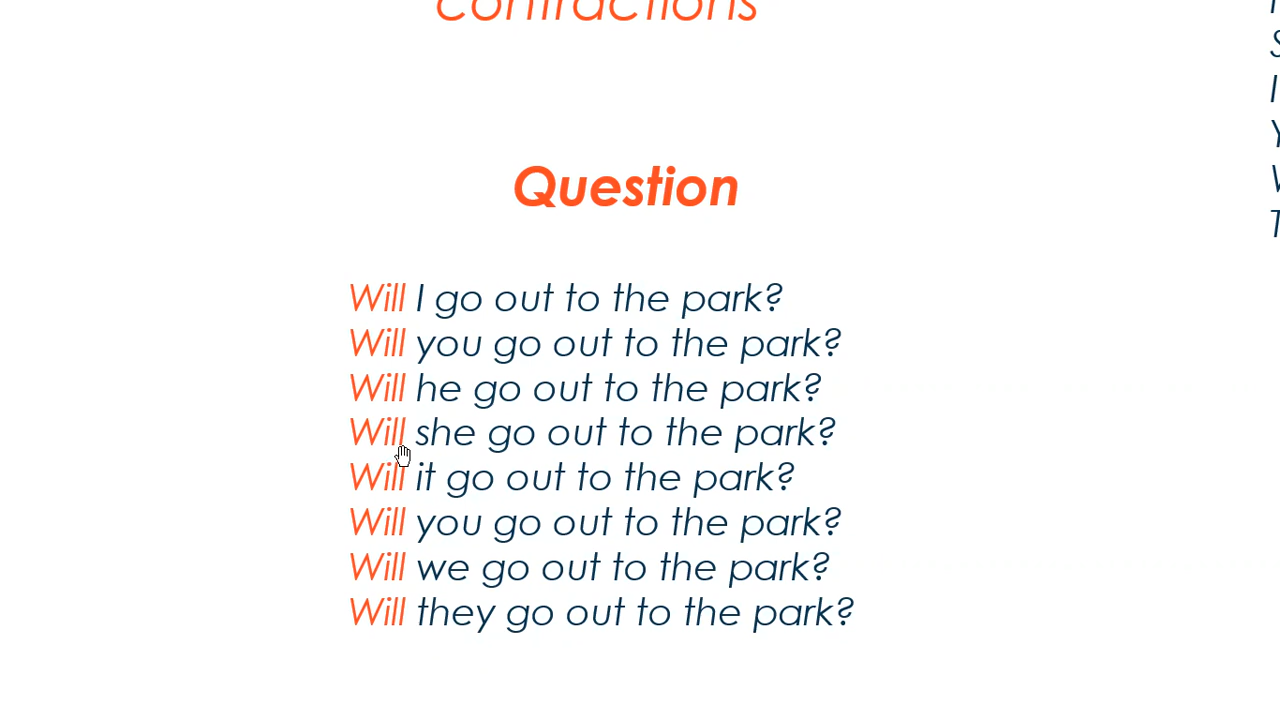 contractions
Question
Will I go out to the park?
Will you go out to the park?
Will he go out to the park?
Will she go out to the park?
Will it go out to the park?
Will you go out to the park?
Will we go out to the park?
Will they go out to the park?